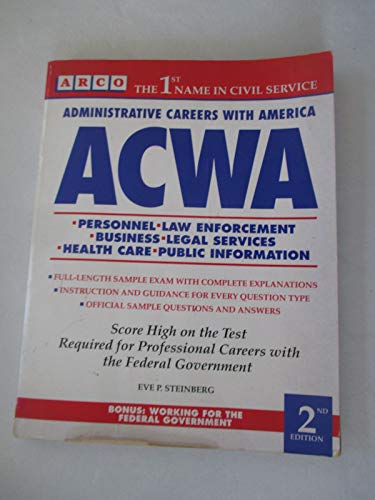 ARCO THE 1ST NAME IN CIVIL SERVICE
ADMINISTRATIVE CAREERS WITH AMERICA
ACWA
• PERSONNEL • LAW ENFORCEMENT
• BUSINESS • LEGAL SERVICES
• HEALTH CARE • PUBLIC INFORMATION
• FULL-LENGTH SAMPLE EXAM WITH COMPLETE EXPLANATIONS
• INSTRUCTION AND GUIDANCE FOR EVERY QUESTION TYPE
• OFFICIAL SAMPLE QUESTIONS AND ANSWERS
Score High on the Test
Required for Professional Careers with
the Federal Government
EVE P. STEINBERG
BONUS: WORKING FOR THE
FEDERAL GOVERNMENT
2ND
EDITION